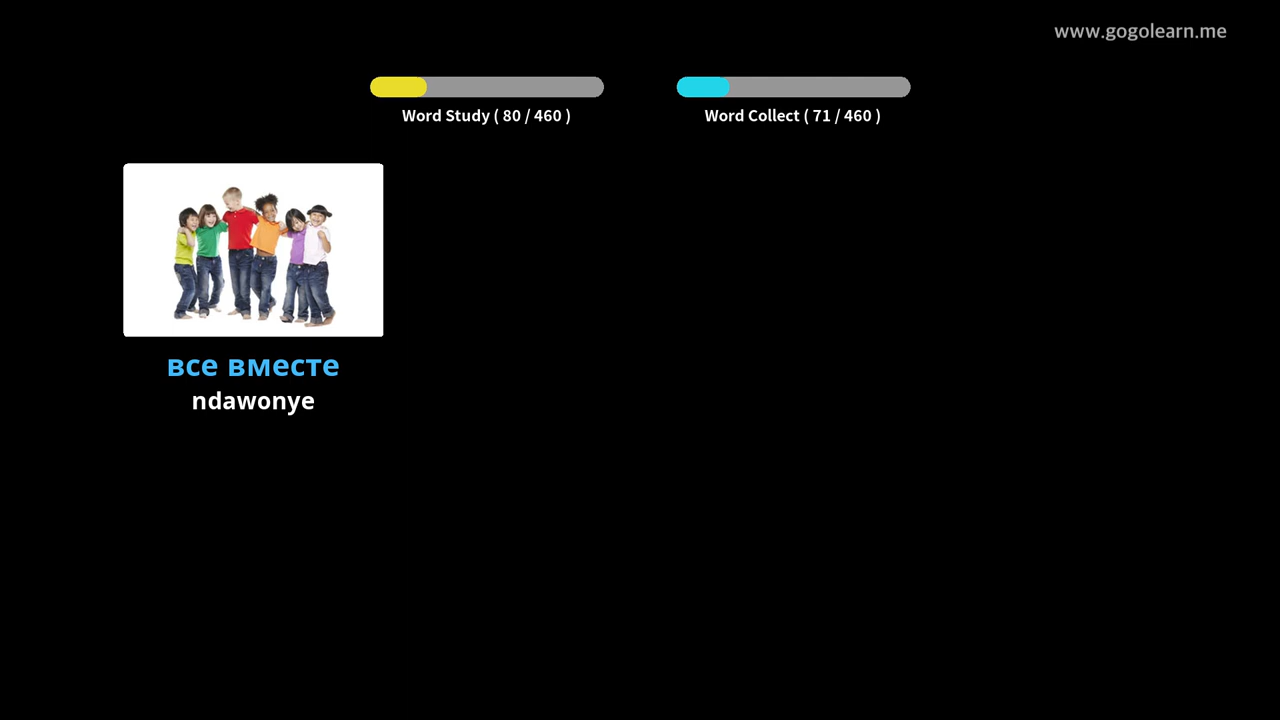 www.gogolearn.me
Word Study ( 80 / 460 )
Word Collect ( 71 / 460 )
все вместе
ndawonye